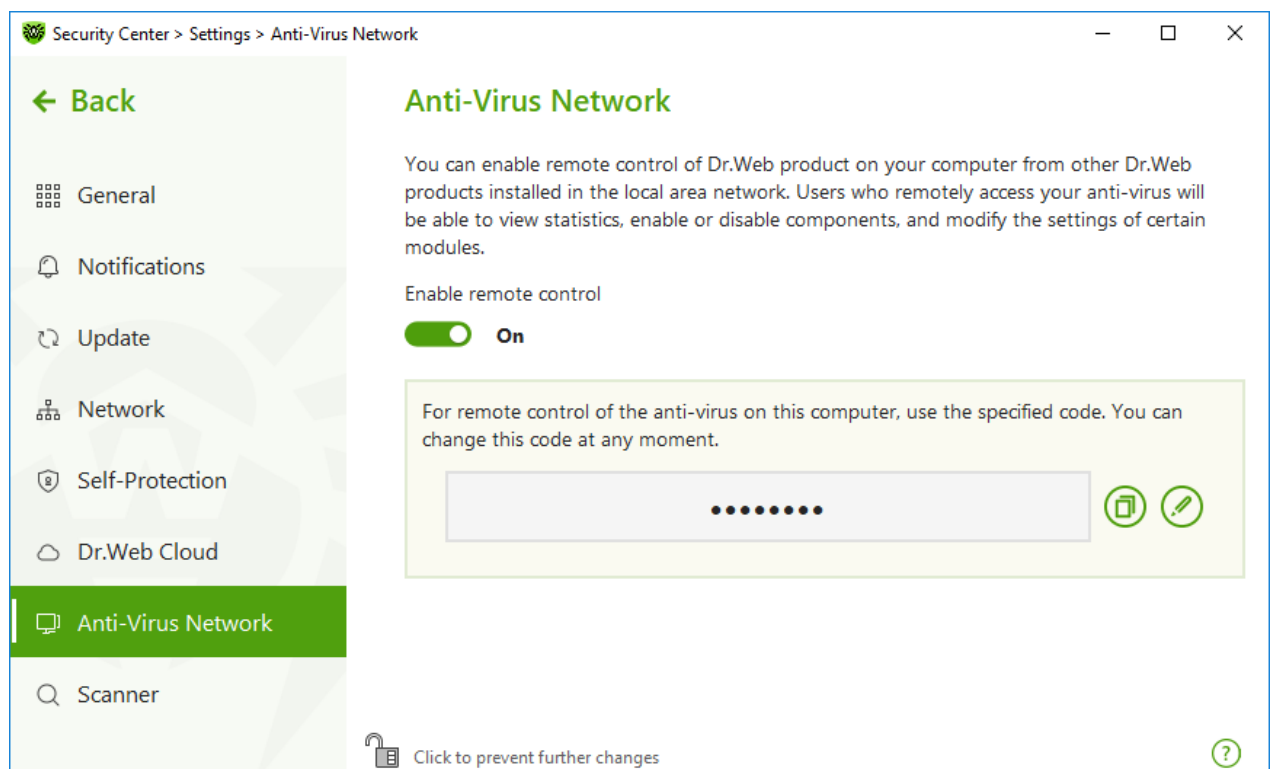 Security Center > Settings > Anti-Virus Network
Back
General
Notifications
Update
Network
Self-Protection
Dr.Web Cloud
Anti-Virus Network
Scanner
Anti-Virus Network
You can enable remote control of Dr.Web product on your computer from other Dr.Web
products installed in the local area network. Users who remotely access your anti-virus will
be able to view statistics, enable or disable components, and modify the settings of certain
modules.
Enable remote control
On
For remote control of the anti-virus on this computer, use the specified code. You can
change this code at any moment.
••••••••
Click to prevent further changes
?